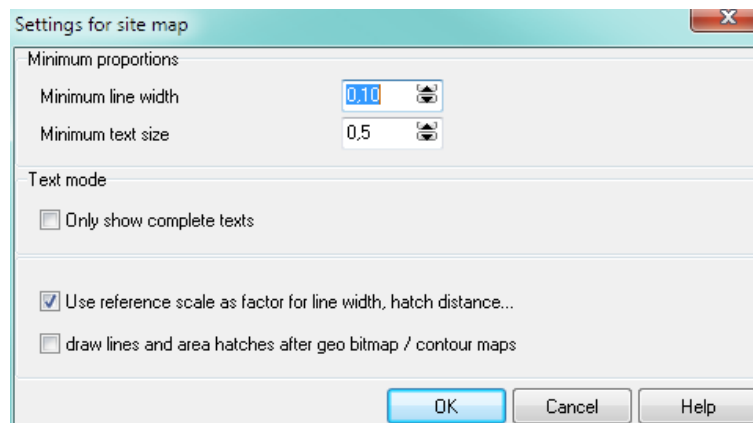 Settings for site map
Minimum proportions
Minimum line width 0,10
Minimum text size 0,5
Text mode
Only show complete texts
Use reference scale as factor for line width, hatch distance...
draw lines and area hatches after geo bitmap / contour maps
OK Cancel Help